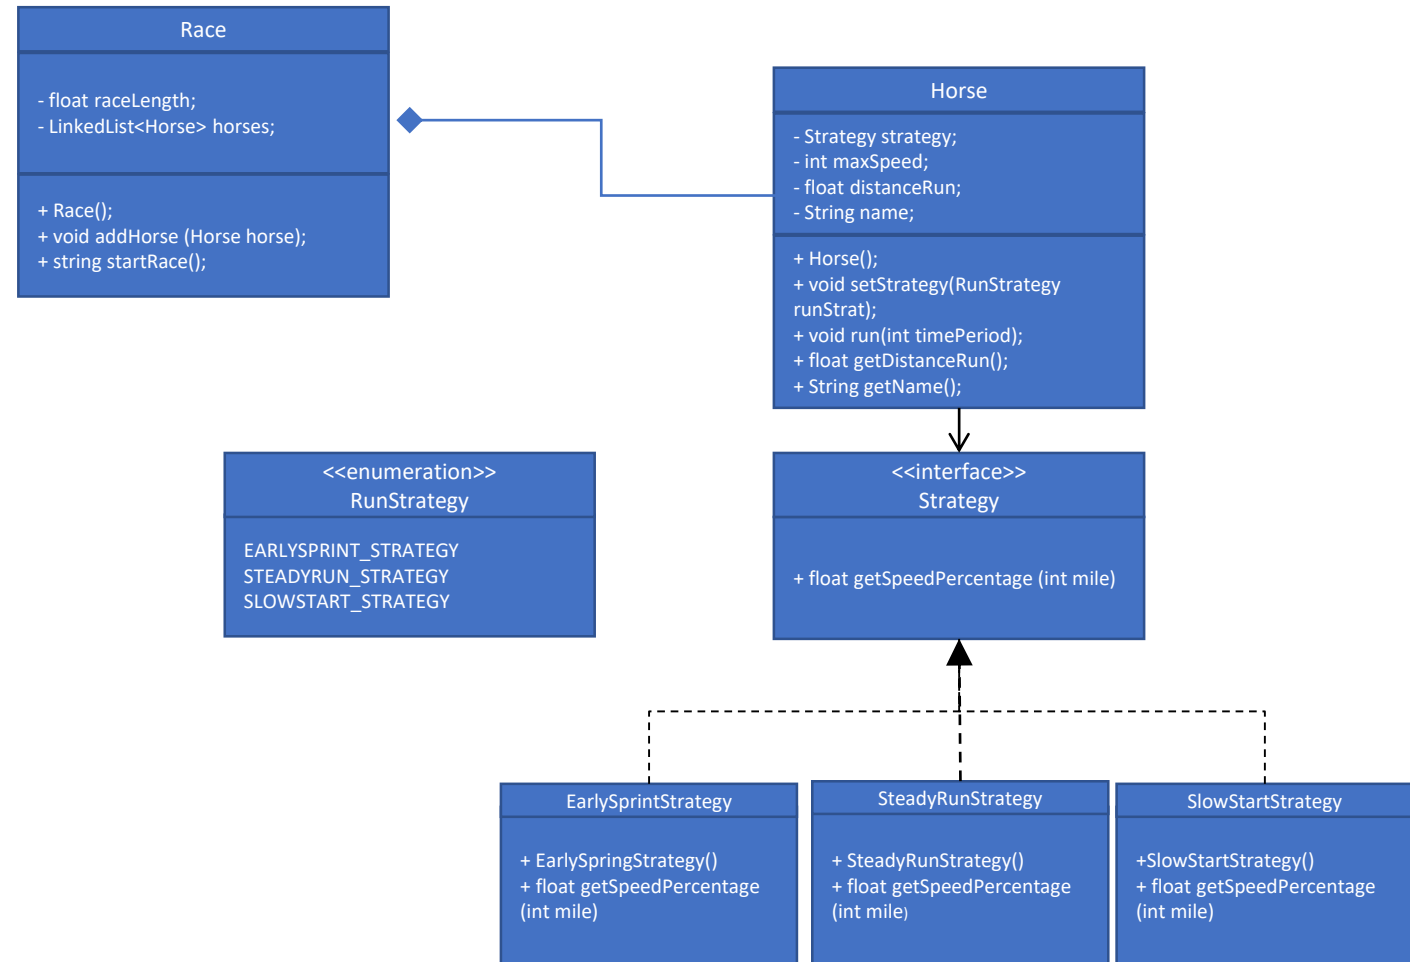 Race
- float raceLength;
- LinkedList<Horse> horses;
+ Race();
+ void addHorse (Horse horse);
+ string startRace();
Horse
- Strategy strategy;
- int maxSpeed;
- float distanceRun;
- String name;
+ Horse();
+ void setStrategy(RunStrategy
runStrat);
+ void run(int timePeriod);
+ float getDistanceRun();
+ String getName();
<<enumeration>>
RunStrategy
EARLYSPRINT_STRATEGY
STEADYRUN_STRATEGY
SLOWSTART_STRATEGY
<<interface>>
Strategy
+ float getSpeedPercentage (int mile)
EarlySprintStrategy
+ EarlySpringStrategy()
+ float getSpeedPercentage
(int mile)
SteadyRunStrategy
+ SteadyRunStrategy()
+ float getSpeedPercentage
(int mile)
SlowStartStrategy
+SlowStartStrategy()
+ float getSpeedPercentage
(int mile)